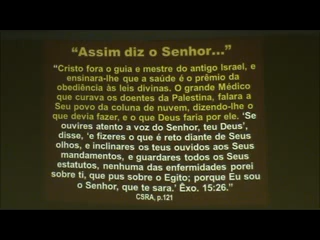 “Assim diz o Senhor...”
“Cristo fora o guia e mestre do antigo Israel, e
ensinara-lhe que a saúde é o prêmio da
obediência às leis divinas. O grande Médico
que curava os doentes da Palestina, falara a
Seu povo da coluna de nuvem, dizendo-lhe o
que devia fazer, e o que Deus faria por ele. ‘Se
ouvires atento a voz do Senhor, teu Deus’,
disse, ‘e fizeres o que é reto diante de Seus
olhos, e inclinares os teus ouvidos aos Seus
mandamentos, e guardares todos os Seus
estatutos, nenhuma das enfermidades porei
sobre ti, que pus sobre o Egito; porque Eu sou
o Senhor, que te sara.’ Êxo. 15:26.”
CSRA, p.121